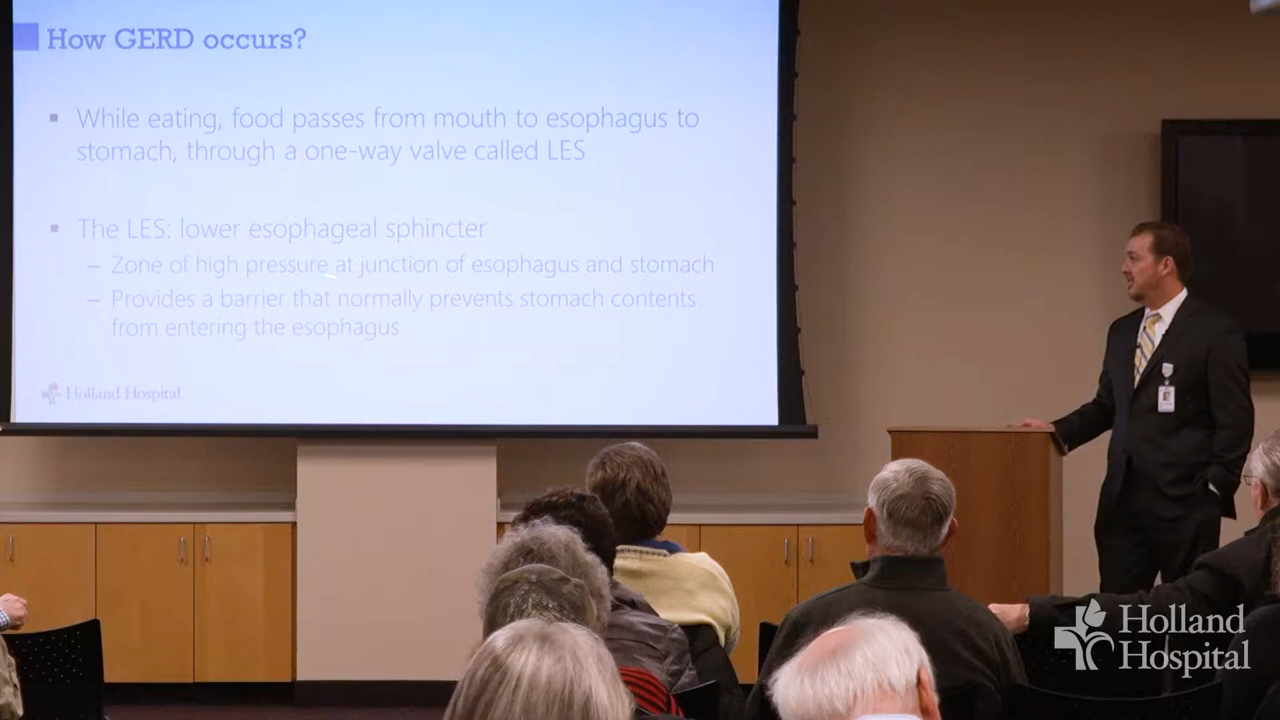 How GERD occurs?
▪ While eating, food passes from mouth to esophagus to
stomach, through a one-way valve called LES
▪ The LES: lower esophageal sphincter
– Zone of high pressure at junction of esophagus and stomach
– Provides a barrier that normally prevents stomach contents
from entering the esophagus
Holland Hospital
Holland
Hospital